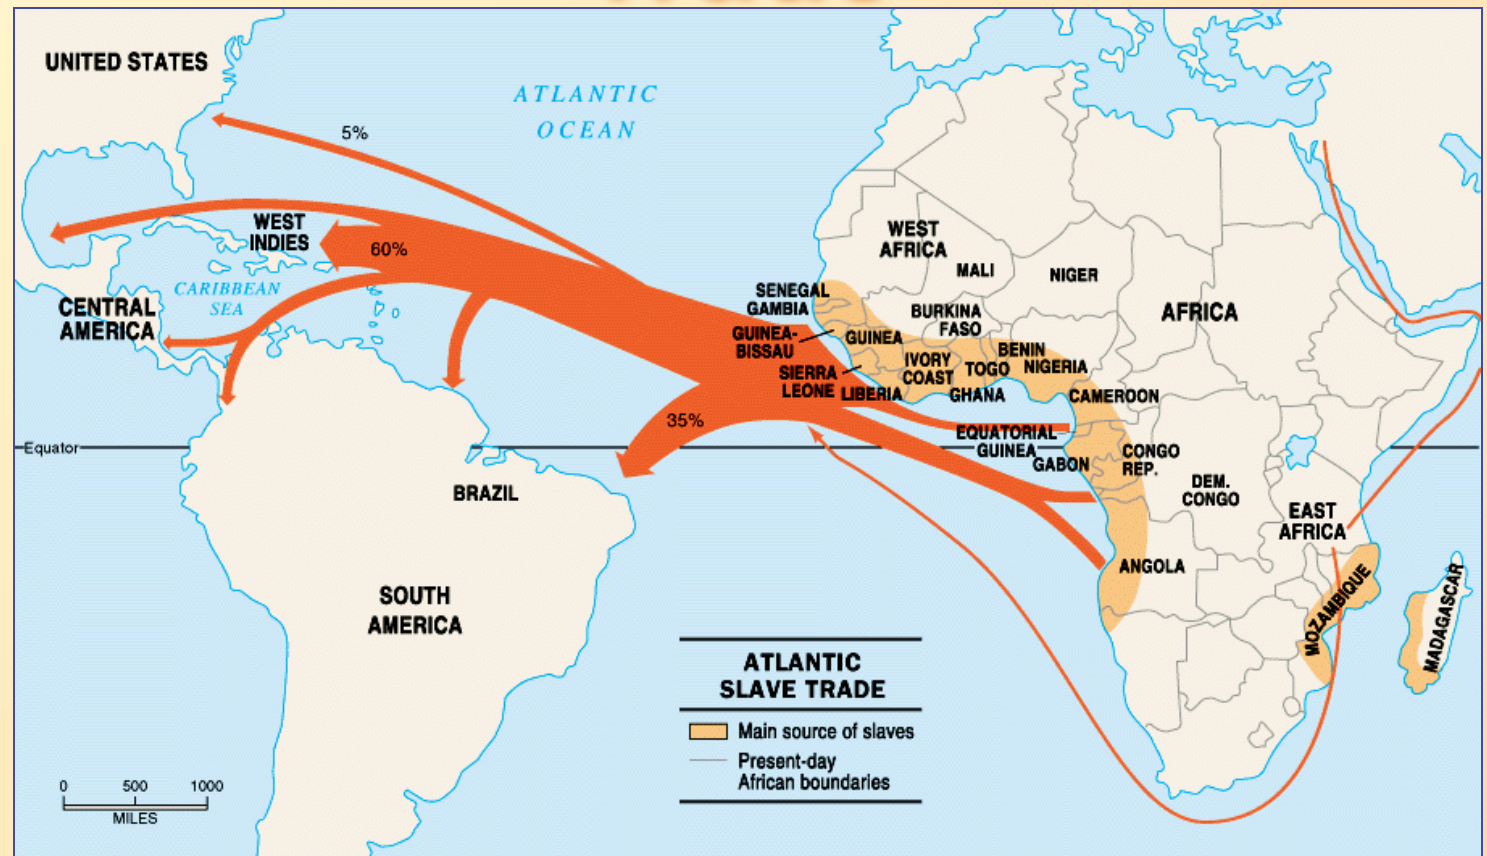 UNITED STATES
ATLANTIC
OCEAN
5%
WEST
INDIES
60%
CARIBBEAN
SEA
CENTRAL
AMERICA
35%
Equator
BRAZIL
SOUTH
AMERICA
WEST
AFRICA
MALI
NIGER
AFRICA
SENEGAL
GAMBIA
GUINEA-
BISSAU
GUINEA
SIERRA
LEONE
LIBERIA
BURKINA
FASO
IVORY
COAST
TOGO
BENIN
NIGERIA
GHANA
CAMEROON
EQUATORIAL
GUINEA
GABON
CONGO
REP.
DEM.
CONGO
EAST
AFRICA
ANGOLA
MOZAMBIQUE
MADAGASCAR
ATLANTIC
SLAVE TRADE
Main source of slaves
Present-day
African boundaries
0 500 1000
MILES